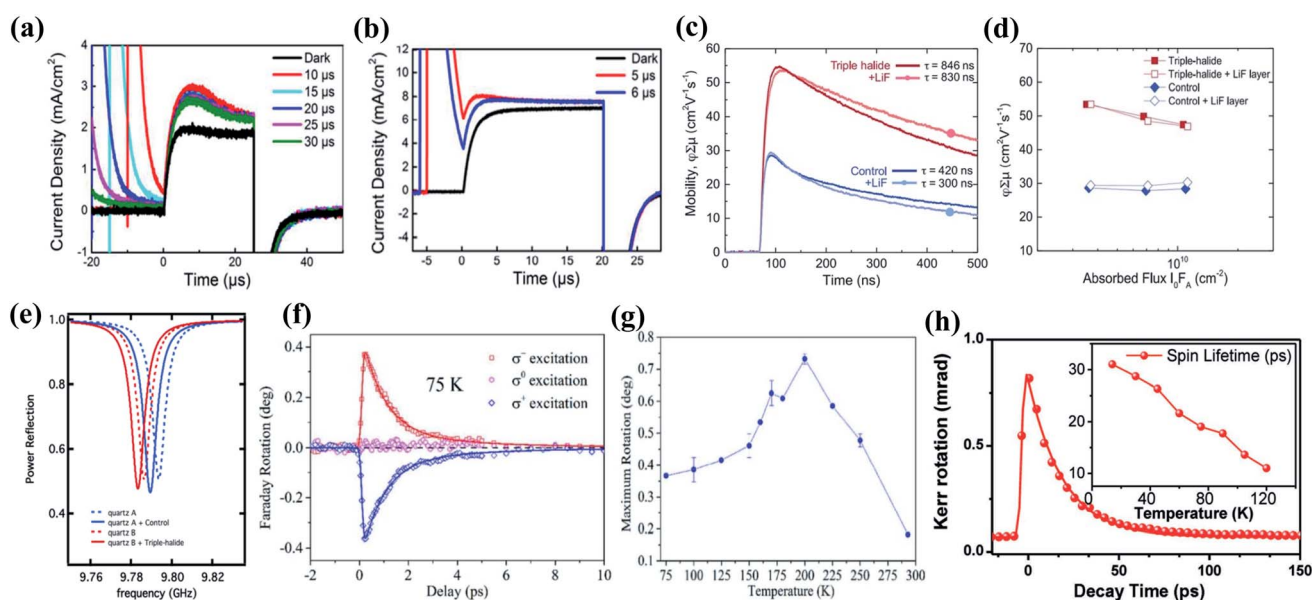 (a)
Current Density (mA/cm²)
4
3
2
1
0
-1
-20 -10 0 10 20 30 40 50
Time (µs)
Dark
10 µs
15 µs
20 µs
25 µs
30 µs
(b)
Current Density (mA/cm²)
12
10
8
6
4
2
0
-2
-4
-5 0 5 10 15 20 25
Time (µs)
Dark
5 µs
6 µs
(c)
Mobility, φΣµ (cm²V⁻¹s⁻¹)
60
50
40
30
20
10
0
0 100 200 300 400 500
Time (ns)
Triple halide τ = 846 ns
+LiF τ = 830 ns
Control τ = 420 ns
+LiF τ = 300 ns
(d)
φΣµ (cm²V⁻¹s⁻¹)
70
60
50
40
30
20
10
10¹⁰
Absorbed Flux I₀Fᴀ (cm⁻²)
Triple-halide
Triple-halide + LiF layer
Control
Control + LiF layer
(e)
Power Reflection
1.0
0.9
0.8
0.7
0.6
0.5
0.4
9.76 9.78 9.80 9.82
frequency (GHz)
quartz A
quartz A + Control
quartz B
quartz B + Triple-halide
(f)
Faraday Rotation (deg)
0.4
0.2
0.0
-0.2
-0.4
-2 0 2 4 6 8 10
Delay (ps)
75 K
σ⁻ excitation
σ⁰ excitation
σ⁺ excitation
(g)
Maximum Rotation (deg)
0.8
0.7
0.6
0.5
0.4
0.3
0.2
0.1
75 100 125 150 175 200 225 250 275 300
Temperature (K)
(h)
Kerr rotation (mrad)
1.0
0.5
0.0
0 50 100 150
Decay Time (ps)
Spin Lifetime (ps)
30
20
10
0 40 80 120
Temperature (K)